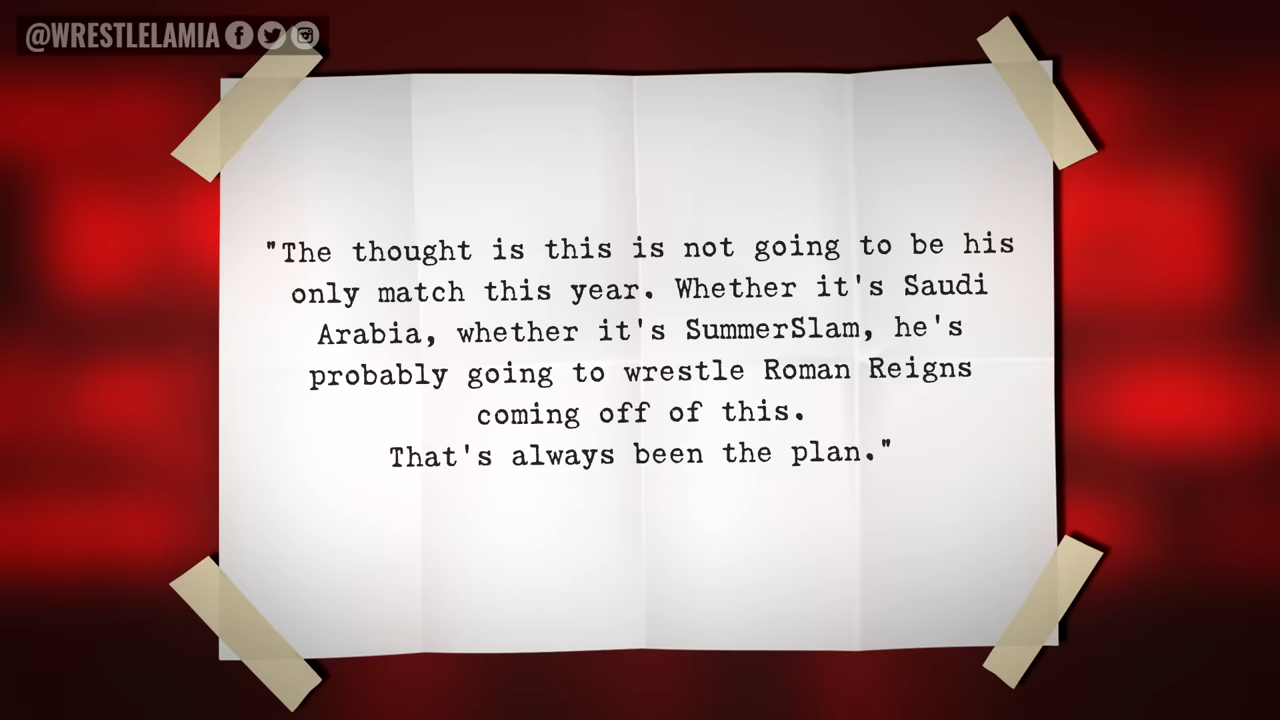 @WRESTLELAMIA
"The thought is this is not going to be his
only match this year. Whether it's Saudi
Arabia, whether it's SummerSlam, he's
probably going to wrestle Roman Reigns
coming off of this.
That's always been the plan."